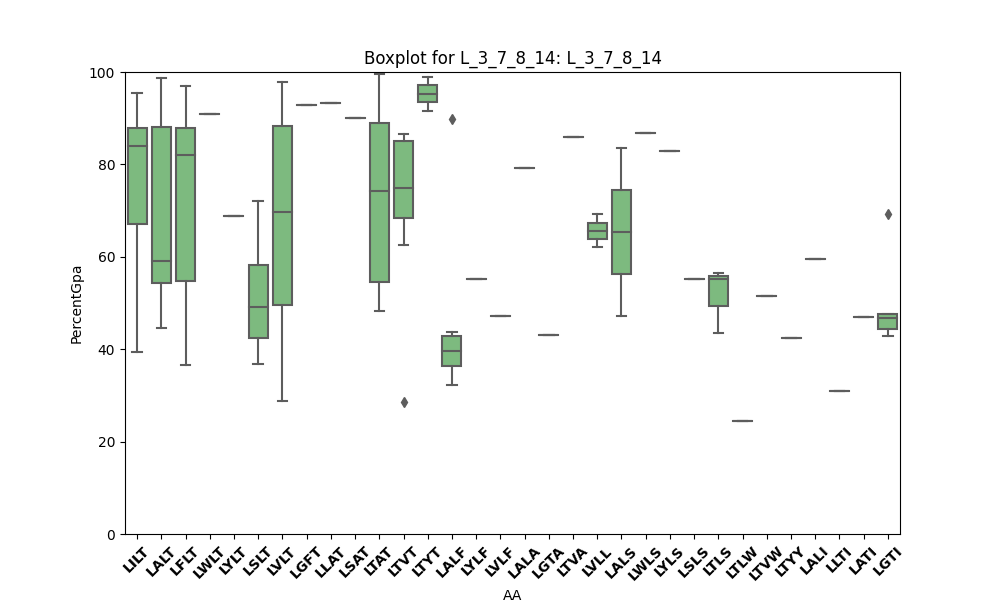 Boxplot for L_3_7_8_14: L_3_7_8_14
100
80
60
40
20
0
PercentGpa
LILT LALT LFLT LWLT LYLT LSLT LVLT LGFT LLAT LSAT LTAT LTVT LTYT LALF LYLF LVLF LALA LGTA LTVA LVLL LALS LWLS LYLS LSLS LTLS LTLW LTVW LTYY LALI LLTI LATI LGTI
AA